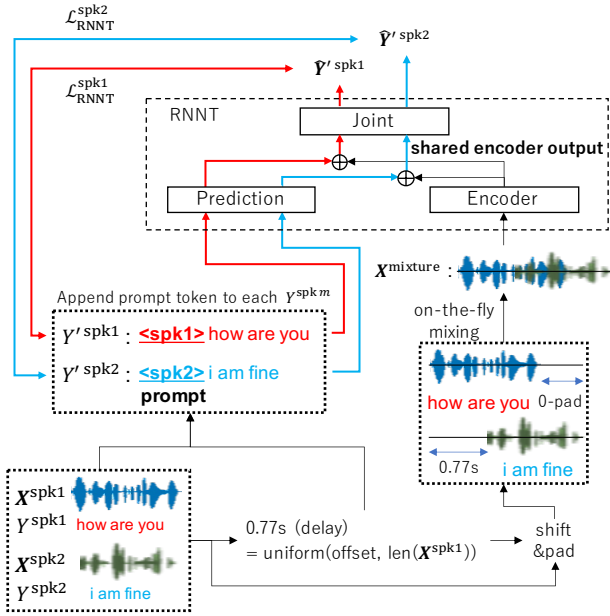 ℒ_RNNT^spk2
Ŷ′ spk1
Ŷ′ spk2
ℒ_RNNT^spk1
RNNT
Joint
shared encoder output
Prediction
Encoder
X^mixture :
Append prompt token to each Y^spk m
on-the-fly
mixing
Y′ spk1 : <spk1> how are you
Y′ spk2 : <spk2> i am fine
prompt
how are you
0-pad
0.77s
i am fine
X^spk1
Y^spk1
how are you
X^spk2
Y^spk2
i am fine
0.77s (delay)
= uniform(offset, len(X^spk1))
shift
&pad